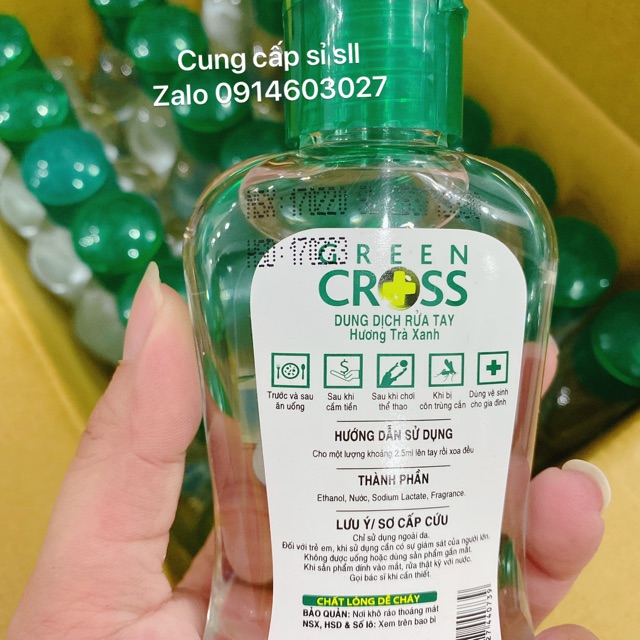 Cung cấp sỉ sll
Zalo 0914603027
GREEN
CROSS
DUNG DỊCH RỬA TAY
Hương Trà Xanh
Trước và sau
ăn uống
Sau khi
cầm tiền
Sau khi chơi
thể thao
Khi bị
côn trùng cắn
Dùng vệ sinh
cho gia đình
HƯỚNG DẪN SỬ DỤNG
Cho một lượng khoảng 2.5ml lên tay rồi xoa đều
THÀNH PHẦN
Ethanol, Nước, Sodium Lactate, Fragrance.
LƯU Ý/ SƠ CẤP CỨU
Chỉ sử dụng ngoài da.
Đối với trẻ em, khi sử dụng cần có sự giám sát của người lớn.
Không được uống hoặc dùng sản phẩm gần mắt.
Khi sản phẩm dính vào mắt, rửa thật kỹ với nước.
Gọi bác sĩ khi cần thiết.
CHẤT LỎNG DỄ CHÁY
BẢO QUẢN: Nơi khô ráo thoáng mát
NSX, HSD & Số lô: Xem trên bao bì